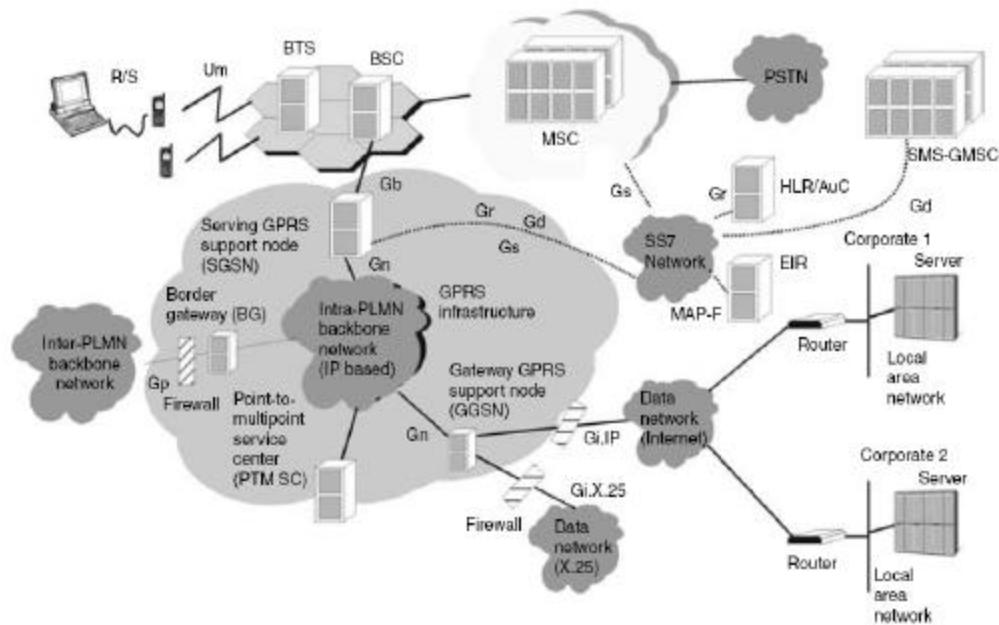 BTS
BSC
R/S
Um
PSTN
MSC
SMS-GMSC
Gb
Gs
Gr
HLR/AuC
Gd
Serving GPRS
support node
(SGSN)
Gr
Gd
Gs
Gn
SS7
Network
EIR
MAP-F
Corporate 1
Server
Border
gateway (BG)
Intra-PLMN
backbone
network
(IP based)
GPRS
infrastructure
Inter-PLMN
backbone
network
Gp
Firewall
Router
Local
area
network
Point-to-
multipoint
service
center
(PTM SC)
Gateway GPRS
support node
(GGSN)
Gn
Data
network
(Internet)
Gi.IP
Gi.X.25
Firewall
Data
network
(X.25)
Corporate 2
Server
Router
Local
area
network